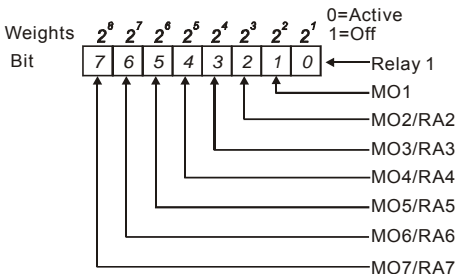 0=Active
Weights 2⁸ 2⁷ 2⁶ 2⁵ 2⁴ 2³ 2² 2¹ 1=Off
Bit 7 6 5 4 3 2 1 0 Relay 1
MO1
MO2/RA2
MO3/RA3
MO4/RA4
MO5/RA5
MO6/RA6
MO7/RA7